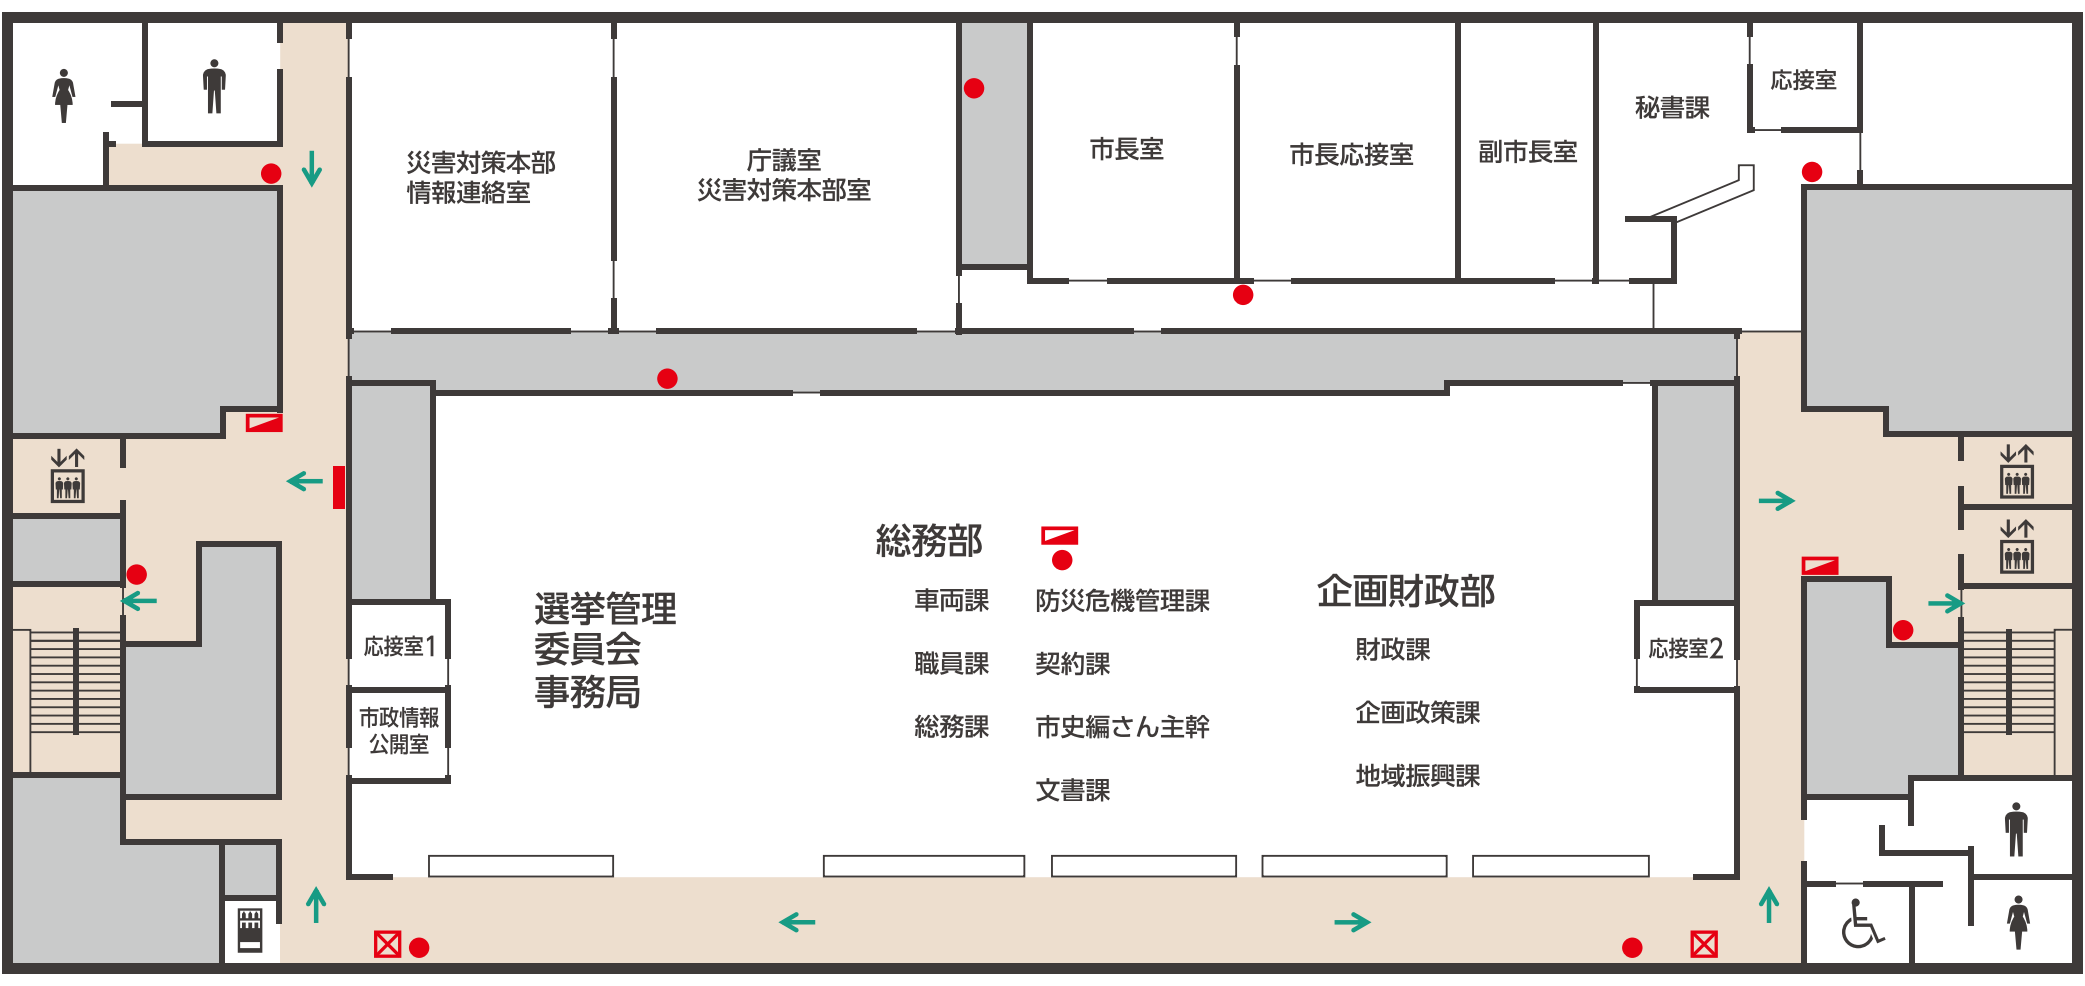 災害対策本部
情報連絡室
庁議室
災害対策本部室
市長室
市長応接室
副市長室
秘書課
応接室
選挙管理
委員会
事務局
応接室1
市政情報
公開室
総務部
車両課
職員課
総務課
防災危機管理課
契約課
市史編さん主幹
文書課
企画財政部
財政課
企画政策課
地域振興課
応接室2